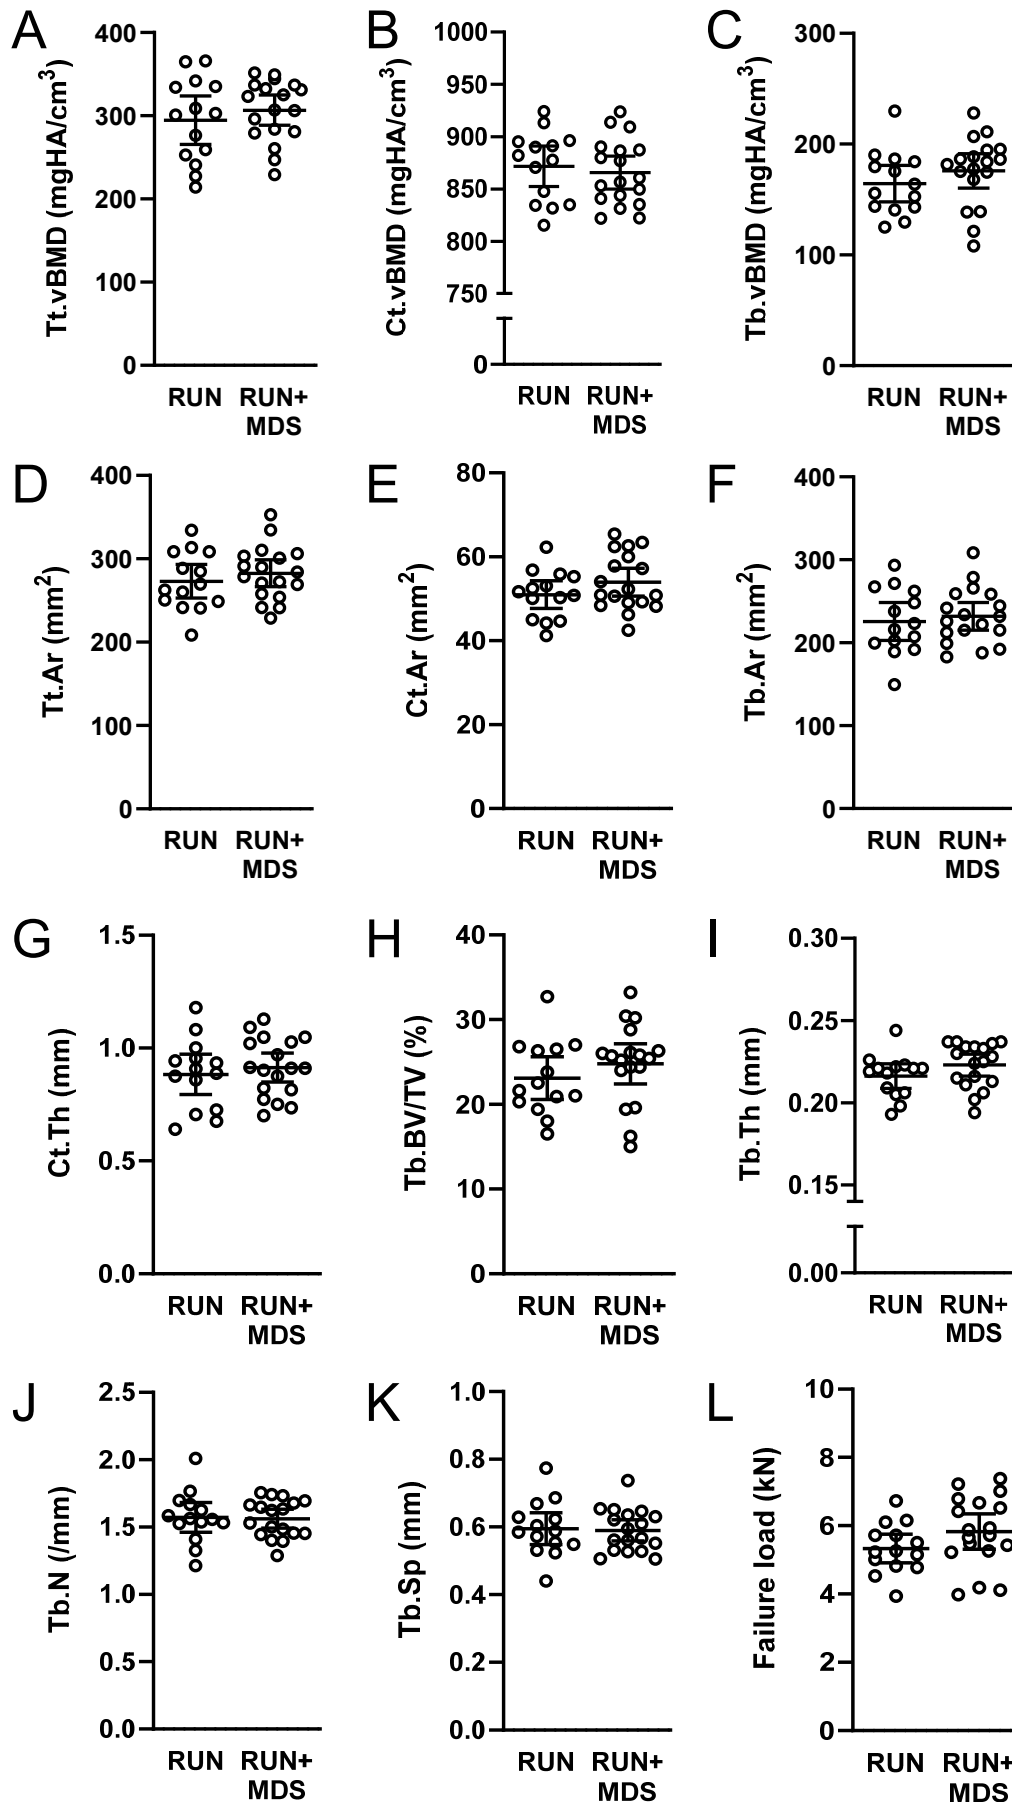 A
Tt.vBMD (mgHA/cm3)
400
300
200
100
0
RUN
RUN+
MDS
B
Ct.vBMD (mgHA/cm3)
1000
950
900
850
800
750
0
RUN
RUN+
MDS
C
Tb.vBMD (mgHA/cm3)
300
200
100
0
RUN
RUN+
MDS
D
Tt.Ar (mm2)
400
300
200
100
0
RUN
RUN+
MDS
E
Ct.Ar (mm2)
80
60
40
20
0
RUN
RUN+
MDS
F
Tb.Ar (mm2)
400
300
200
100
0
RUN
RUN+
MDS
G
Ct.Th (mm)
1.5
1.0
0.5
0.0
RUN
RUN+
MDS
H
Tb.BV/TV (%)
40
30
20
10
0
RUN
RUN+
MDS
I
Tb.Th (mm)
0.30
0.25
0.20
0.15
0.00
RUN
RUN+
MDS
J
Tb.N (/mm)
2.5
2.0
1.5
1.0
0.5
0.0
RUN
RUN+
MDS
K
Tb.Sp (mm)
1.0
0.8
0.6
0.4
0.2
0.0
RUN
RUN+
MDS
L
Failure load (kN)
10
8
6
4
2
0
RUN
RUN+
MDS